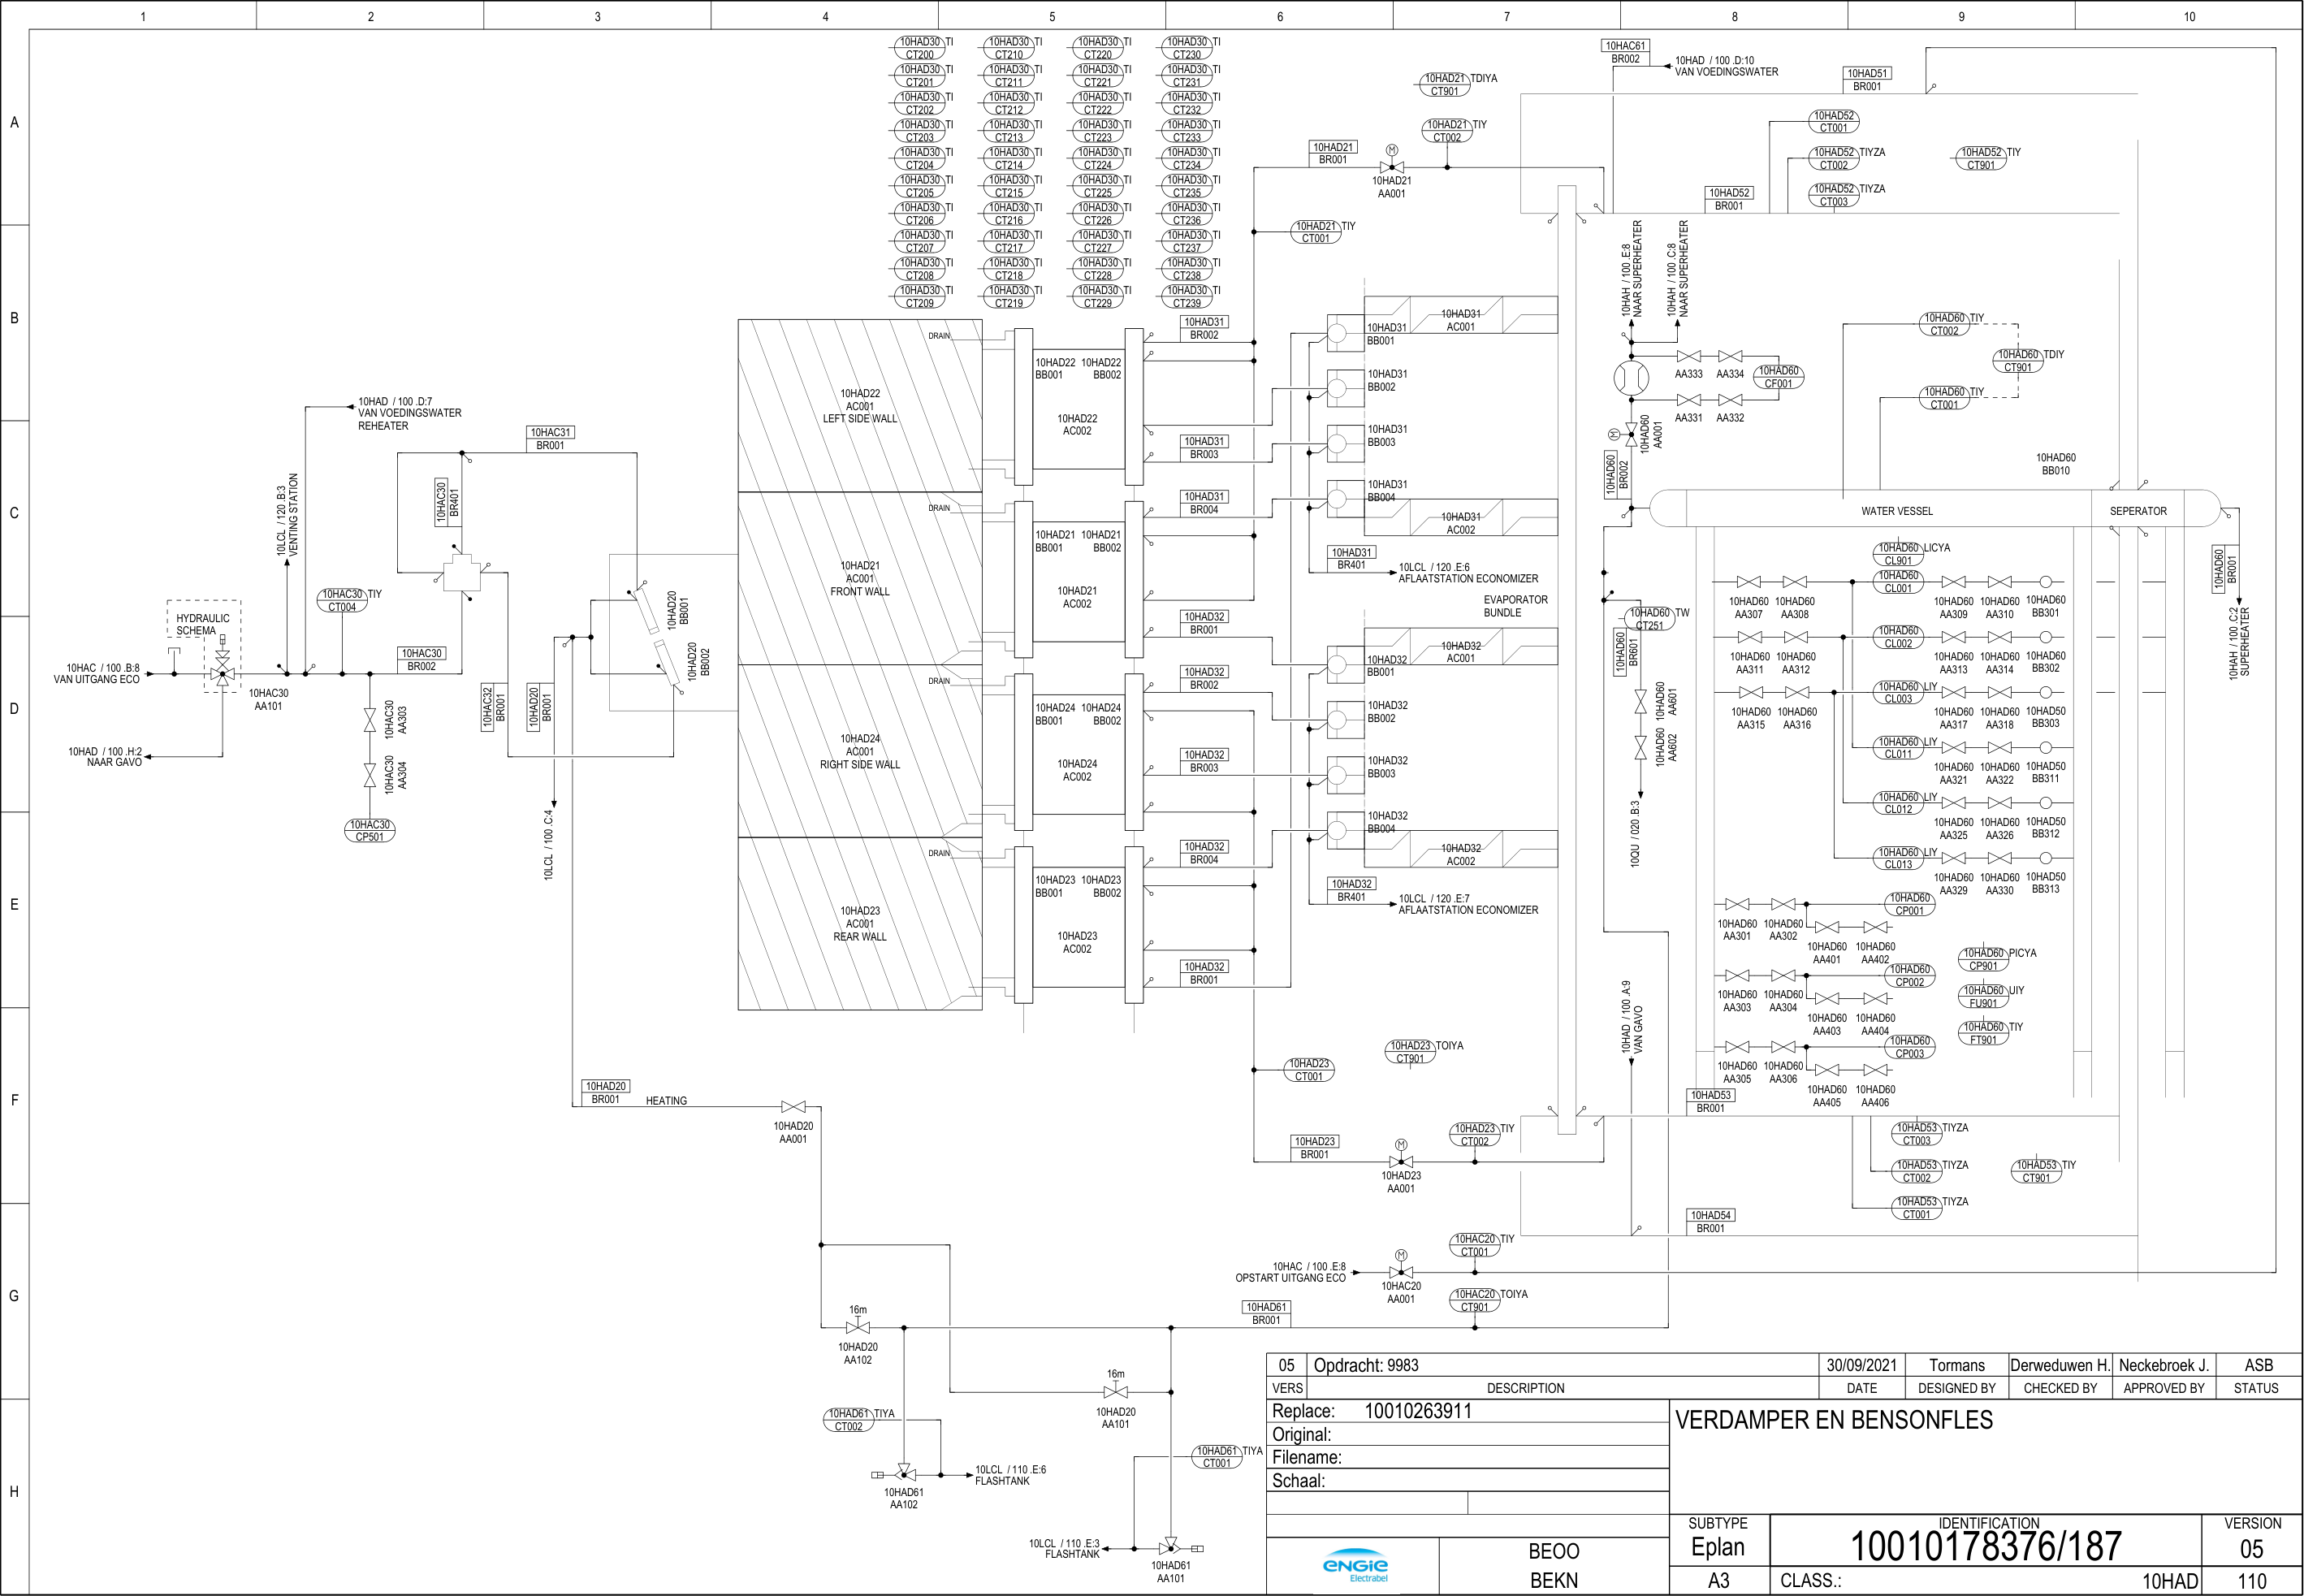 1 2 3 4 5 6 7 8 9 10
A
B
C
D
E
F
G
H
10HAD30 TI
CT200
10HAD30 TI
CT201
10HAD30 TI
CT202
10HAD30 TI
CT203
10HAD30 TI
CT204
10HAD30 TI
CT205
10HAD30 TI
CT206
10HAD30 TI
CT207
10HAD30 TI
CT208
10HAD30 TI
CT209
10HAD30 TI
CT210
10HAD30 TI
CT211
10HAD30 TI
CT212
10HAD30 TI
CT213
10HAD30 TI
CT214
10HAD30 TI
CT215
10HAD30 TI
CT216
10HAD30 TI
CT217
10HAD30 TI
CT218
10HAD30 TI
CT219
10HAD30 TI
CT220
10HAD30 TI
CT221
10HAD30 TI
CT222
10HAD30 TI
CT223
10HAD30 TI
CT224
10HAD30 TI
CT225
10HAD30 TI
CT226
10HAD30 TI
CT227
10HAD30 TI
CT228
10HAD30 TI
CT229
10HAD30 TI
CT230
10HAD30 TI
CT231
10HAD30 TI
CT232
10HAD30 TI
CT233
10HAD30 TI
CT234
10HAD30 TI
CT235
10HAD30 TI
CT236
10HAD30 TI
CT237
10HAD30 TI
CT238
10HAD30 TI
CT239
10HAD21 TDIYA
CT901
10HAD21 TIY
CT002
10HAD21
BR001
M
10HAD21
AA001
10HAD21 TIY
CT001
10HAC61
BR002
10HAD / 100 .D:10
VAN VOEDINGSWATER
10HAD51
BR001
10HAD52
CT001
10HAD52 TIYZA
CT002
10HAD52 TIYZA
CT003
10HAD52 TIY
CT901
10HAD52
BR001
10HAH / 100 .E:8
NAAR SUPERHEATER
10HAH / 100 .C:8
NAAR SUPERHEATER
AA333 AA334
10HAD60
CF001
AA331 AA332
M
10HAD60
AA001
10HAD60
BR002
10HAD60 TIY
CT002
10HAD60 TDIY
CT901
10HAD60 TIY
CT001
10HAD60
BB010
WATER VESSEL
SEPERATOR
10HAD60
BR001
10HAH / 100 .C:2
SUPERHEATER
10HAD / 100 .D:7
VAN VOEDINGSWATER
REHEATER
10LCL / 120 .B:3
VENTING STATION
10HAC31
BR001
10HAC30
BR401
10HAC30 TIY
CT004
HYDRAULIC
SCHEMA
10HAC / 100 .B:8
VAN UITGANG ECO
10HAC30
AA101
10HAC30
BR002
10HAD / 100 .H:2
NAAR GAVO
10HAC30
AA303
10HAC30
AA304
10HAC30
CP501
10HAC32
BR001
10HAD20
BR001
10LCL / 100 .C:4
10HAD20
BB001
10HAD20
BB002
10HAD22
AC001
LEFT SIDE WALL
10HAD21
AC001
FRONT WALL
10HAD24
AC001
RIGHT SIDE WALL
10HAD23
AC001
REAR WALL
DRAIN
DRAIN
DRAIN
DRAIN
10HAD22 10HAD22
BB001 BB002
10HAD22
AC002
10HAD21 10HAD21
BB001 BB002
10HAD21
AC002
10HAD24 10HAD24
BB001 BB002
10HAD24
AC002
10HAD23 10HAD23
BB001 BB002
10HAD23
AC002
10HAD31
BR002
10HAD31
BR003
10HAD31
BR004
10HAD32
BR001
10HAD32
BR002
10HAD32
BR003
10HAD32
BR004
10HAD32
BR001
10HAD31
BB001
10HAD31
BB002
10HAD31
BB003
10HAD31
BB004
10HAD31
AC001
10HAD31
AC002
10HAD31
BR401
10LCL / 120 .E:6
AFLAATSTATION ECONOMIZER
EVAPORATOR
BUNDLE
10HAD32
BB001
10HAD32
BB002
10HAD32
BB003
10HAD32
BB004
10HAD32
AC001
10HAD32
AC002
10HAD32
BR401
10LCL / 120 .E:7
AFLAATSTATION ECONOMIZER
10HAD60 TW
CT251
10HAD60
BR601
10HAD60
AA601
10HAD60
AA602
10QU / 020 .B:3
10HAD60 LICYA
CL901
10HAD60
CL001
10HAD60 10HAD60
AA307 AA308
10HAD60 10HAD60 10HAD60
AA309 AA310 BB301
10HAD60
CL002
10HAD60 10HAD60
AA311 AA312
10HAD60 10HAD60 10HAD60
AA313 AA314 BB302
10HAD60 LIY
CL003
10HAD60 10HAD60
AA315 AA316
10HAD60 10HAD60 10HAD50
AA317 AA318 BB303
10HAD60 LIY
CL011
10HAD60 10HAD60 10HAD50
AA321 AA322 BB311
10HAD60 LIY
CL012
10HAD60 10HAD60 10HAD50
AA325 AA326 BB312
10HAD60 LIY
CL013
10HAD60 10HAD60 10HAD50
AA329 AA330 BB313
10HAD60
CP001
10HAD60 10HAD60
AA301 AA302
10HAD60 10HAD60
AA401 AA402
10HAD60 PICYA
CP901
10HAD60
CP002
10HAD60 10HAD60
AA303 AA304
10HAD60 10HAD60
AA403 AA404
10HAD60 UIY
FU901
10HAD60 TIY
FT901
10HAD60
CP003
10HAD60 10HAD60
AA305 AA306
10HAD60 10HAD60
AA405 AA406
10HAD / 100 .A:9
VAN GAVO
10HAD53
BR001
10HAD53 TIYZA
CT003
10HAD53 TIYZA
CT002
10HAD53 TIY
CT901
10HAD53 TIYZA
CT001
10HAD54
BR001
10HAD23 TOIYA
CT901
10HAD23
CT001
10HAD23
BR001
M
10HAD23
AA001
10HAD23 TIY
CT002
10HAD20
BR001
HEATING
10HAD20
AA001
10HAC / 100 .E:8
OPSTART UITGANG ECO
M
10HAC20
AA001
10HAC20 TIY
CT001
10HAC20 TOIYA
CT901
10HAD61
BR001
16m
10HAD20
AA102
16m
10HAD20
AA101
10HAD61 TIYA
CT002
10HAD61
AA102
10LCL / 110 .E:6
FLASHTANK
10HAD61 TIYA
CT001
10LCL / 110 .E:3
FLASHTANK
10HAD61
AA101
05 Opdracht: 9983 30/09/2021 Tormans Derweduwen H. Neckebroek J. ASB
VERS DESCRIPTION DATE DESIGNED BY CHECKED BY APPROVED BY STATUS
Replace: 10010263911
Original:
Filename:
Schaal:
VERDAMPER EN BENSONFLES
ENGIE
Electrabel
BEOO
BEKN
SUBTYPE
Eplan
A3
IDENTIFICATION
10010178376/187
VERSION
05
CLASS.: 10HAD 110